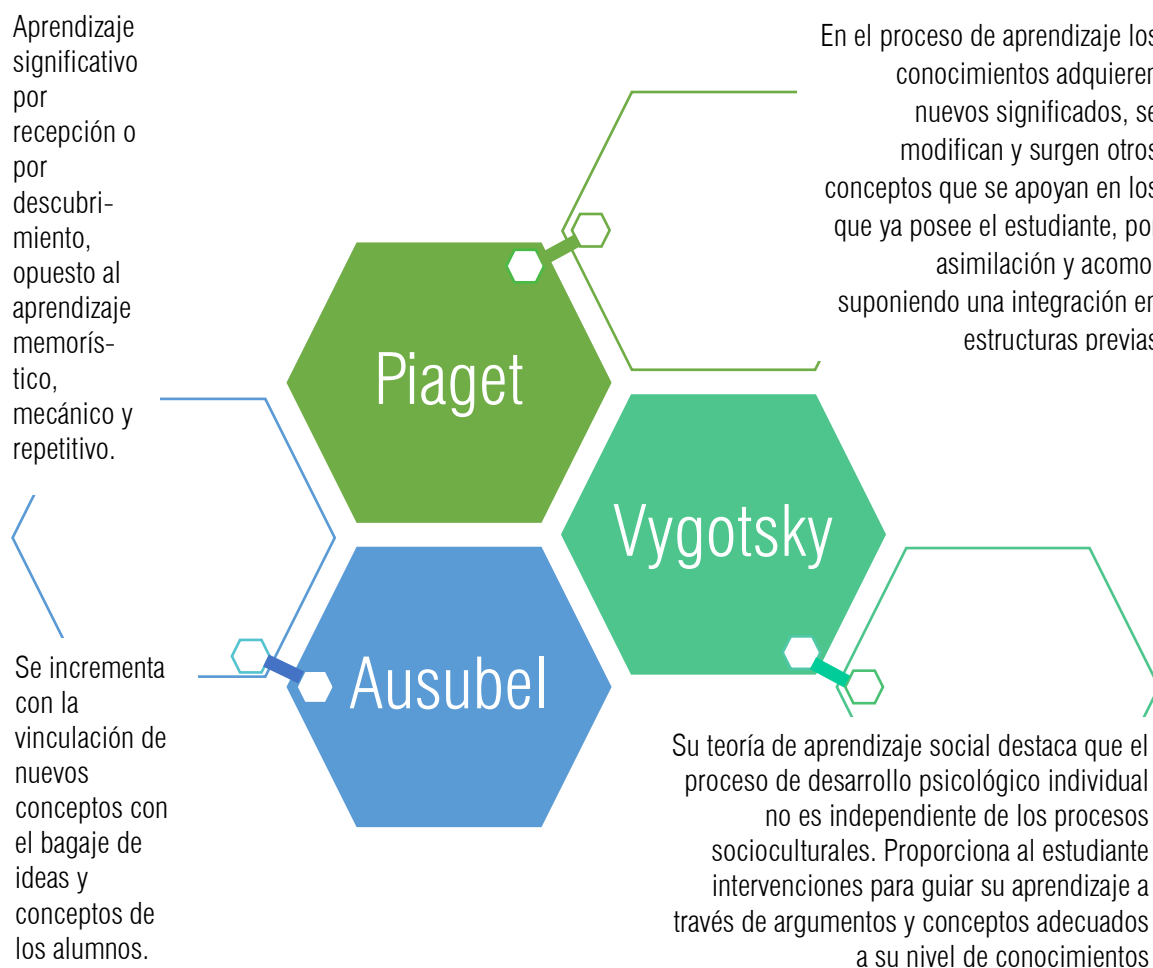 Aprendizaje
significativo
por
recepción o
por
descubri-
miento,
opuesto al
aprendizaje
memorís-
tico,
mecánico y
repetitivo.
En el proceso de aprendizaje los
conocimientos adquieren
nuevos significados, se
modifican y surgen otros
conceptos que se apoyan en los
que ya posee el estudiante, por
asimilación y acomo
suponiendo una integración en
estructuras previas
Piaget
Vygotsky
Ausubel
Se incrementa
con la
vinculación de
nuevos
conceptos con
el bagaje de
ideas y
conceptos de
los alumnos.
Su teoría de aprendizaje social destaca que el
proceso de desarrollo psicológico individual
no es independiente de los procesos
socioculturales. Proporciona al estudiante
intervenciones para guiar su aprendizaje a
través de argumentos y conceptos adecuados
a su nivel de conocimientos